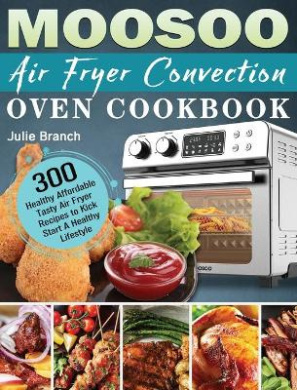 MOOSOO
Air Fryer Convection
OVEN COOKBOOK
Julie Branch
300
Healthy Affordable
Tasty Air Fryer
Recipes to Kick
Start A Healthy
Lifestyle